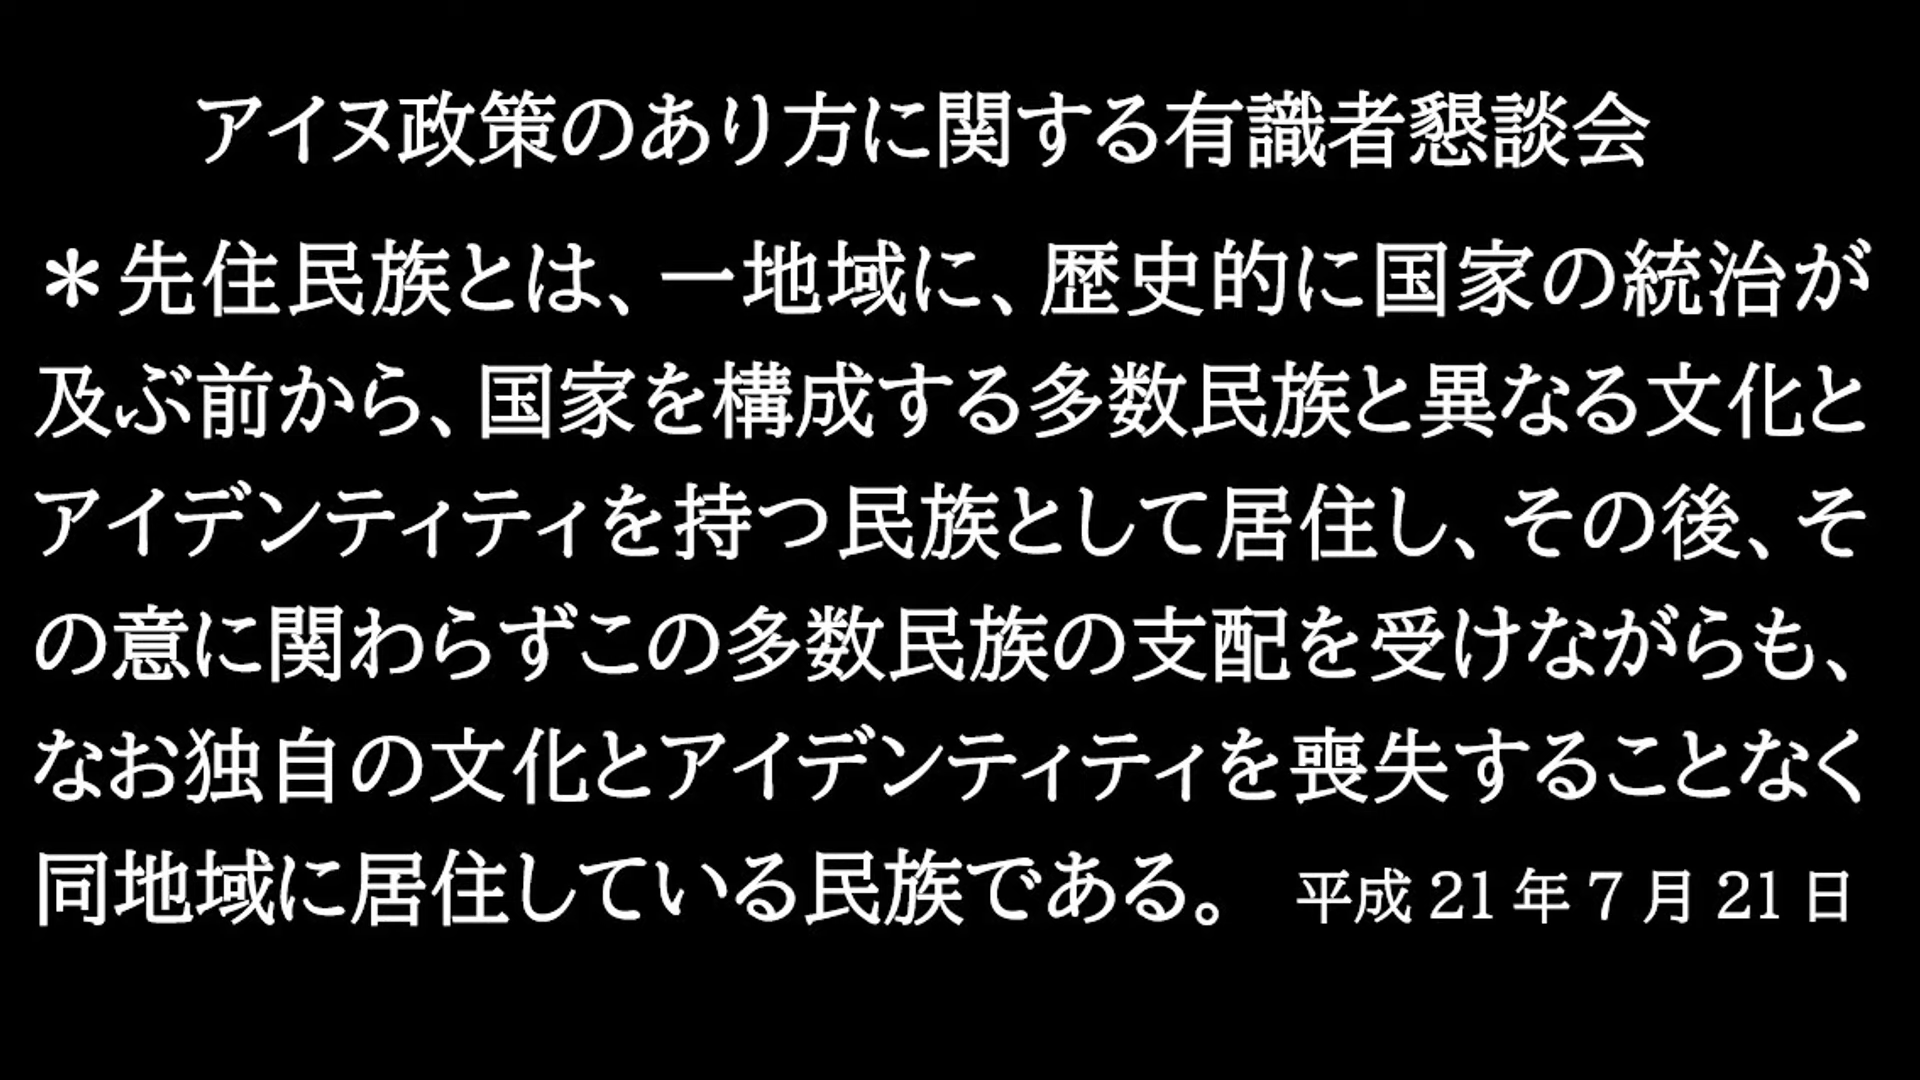 アイヌ政策のあり方に関する有識者懇談会
＊先住民族とは、一地域に、歴史的に国家の統治が
及ぶ前から、国家を構成する多数民族と異なる文化と
アイデンティティを持つ民族として居住し、その後、そ
の意に関わらずこの多数民族の支配を受けながらも、
なお独自の文化とアイデンティティを喪失することなく
同地域に居住している民族である。 平成 21 年 7 月 21 日